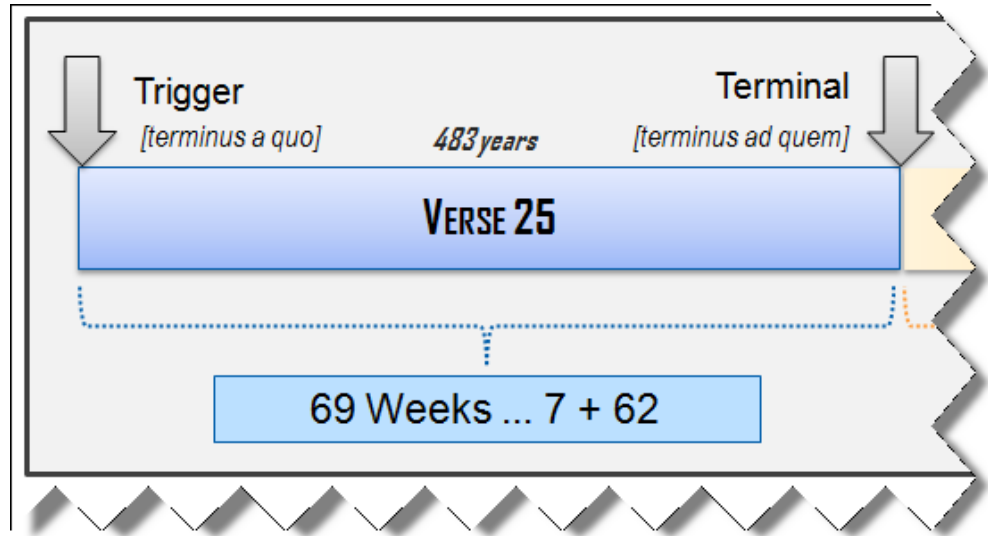 Trigger
Terminal
[terminus a quo]
483 years
[terminus ad quem]
VERSE 25
69 Weeks ... 7 + 62